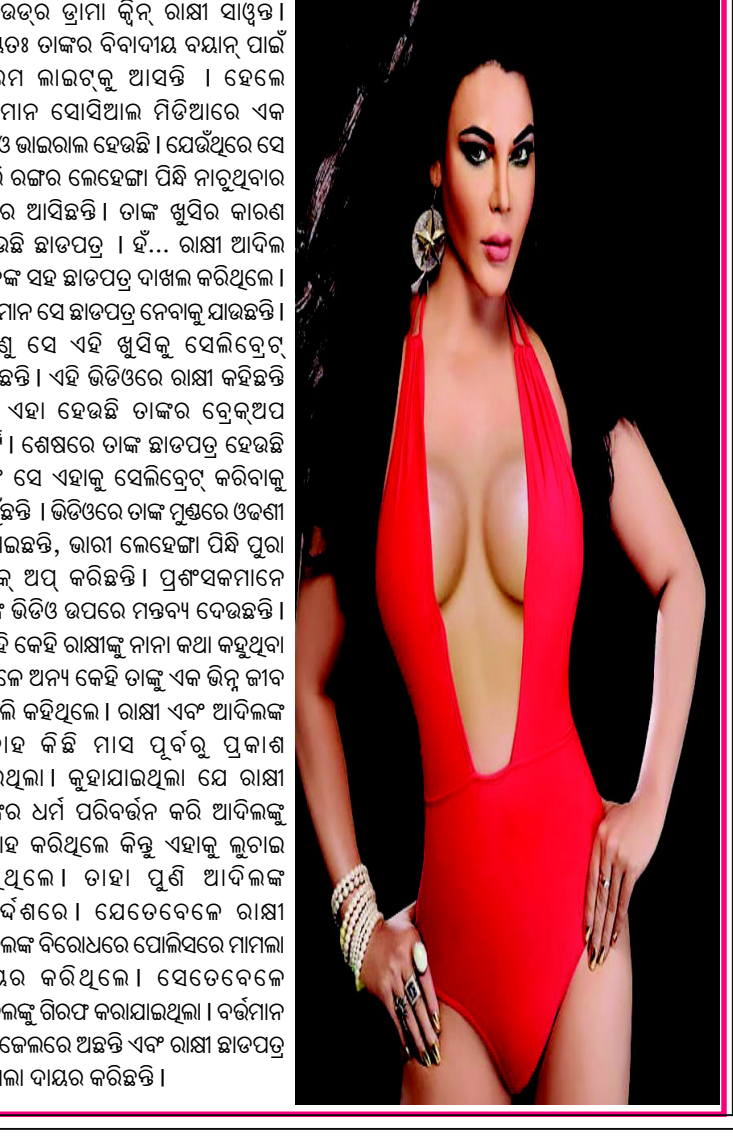 ଉଡ୍‌ର ଡ୍ରାମା କ୍ୱିନ୍ ରାକ୍ଷୀ ସାଓ୍ବନ୍ତ।
ତାଙ୍କର ବିବାଦୀୟ ବୟାନ୍ ପାଇଁ
ଲାଇଟ୍‌କୁ ଆସନ୍ତି । ହେଲେ
ମାନ ସୋସିଆଲ ମିଡିଆରେ ଏକ
ଓ ଭାଇରାଲ ହେଉଛି। ଯେଉଁଥିରେ ସେ
ରଙ୍ଗର ଲେହେଙ୍ଗା ପିନ୍ଧି ନାଚୁଥିବାର
ର ଆସିଛନ୍ତି। ତାଙ୍କ ଖୁସିର କାରଣ
ଛାଡପତ୍ର । ହଁ... ରାକ୍ଷୀ ଆଦିଲ
ଙ୍କ ସହ ଛାଡପତ୍ର ଦାଖଲ କରିଥିଲେ।
ମାନ ସେ ଛାଡପତ୍ର ନେବାକୁ ଯାଉଛନ୍ତି।
ସେ ଏହି ଖୁସିକୁ ସେଲିବ୍ରେଟ୍
ଛନ୍ତି। ଏହି ଭିଡିଓରେ ରାକ୍ଷୀ କହିଛନ୍ତି
ଏହା ହେଉଛି ତାଙ୍କର ବ୍ରେକ୍ଅପ
। ଶେଷରେ ତାଙ୍କ ଛାଡପତ୍ର ହେଉଛି
ସେ ଏହାକୁ ସେଲିବ୍ରେଟ୍ କରିବାକୁ
ଛନ୍ତି । ଭିଡିଓରେ ତାଙ୍କ ମୁଣ୍ଡରେ ଓଢଣୀ
ଇଛନ୍ତି, ଭାରୀ ଲେହେଙ୍ଗା ପିନ୍ଧି ପୁରା
କ୍ ଅପ୍ କରିଛନ୍ତି। ପ୍ରଶଂସକମାନେ
ଭିଡିଓ ଉପରେ ମନ୍ତବ୍ୟ ଦେଉଛନ୍ତି।
ହି କେହି ରାକ୍ଷୀଙ୍କୁ ନାନା କଥା କହୁଥିବା
ଳେ ଅନ୍ୟ କେହି ତାଙ୍କୁ ଏକ ଭିନ୍ନ ଜୀବ
ଲି କହିଥିଲେ। ରାକ୍ଷୀ ଏବଂ ଆଦିଲଙ୍କ
ାହ କିଛି ମାସ ପୂର୍ବରୁ ପ୍ରକାଶ
ଥିଲା। କୁହାଯାଇଥିଲା ଯେ ରାକ୍ଷୀ
ଙ୍କର ଧର୍ମ ପରିବର୍ତ୍ତନ କରି ଆଦିଲଙ୍କୁ
ାହ କରିଥିଲେ କିନ୍ତୁ ଏହାକୁ ଲୁଚାଇ
ଥିଲେ। ତାହା ପୁଣି ଆଦିଲଙ୍କ
ର୍ଦ୍ଦେଶରେ। ଯେତେବେଳେ ରାକ୍ଷୀ
ଲଙ୍କ ବିରୋଧରେ ପୋଲିସରେ ମାମଲା
ୟର କରିଥିଲେ। ସେତେବେଳେ
ଲଙ୍କୁ ଗିରଫ କରାଯାଇଥିଲା। ବର୍ତ୍ତମାନ
ଜେଲରେ ଅଛନ୍ତି ଏବଂ ରାକ୍ଷୀ ଛାଡପତ୍ର
ଲା ଦାୟର କରିଛନ୍ତି।